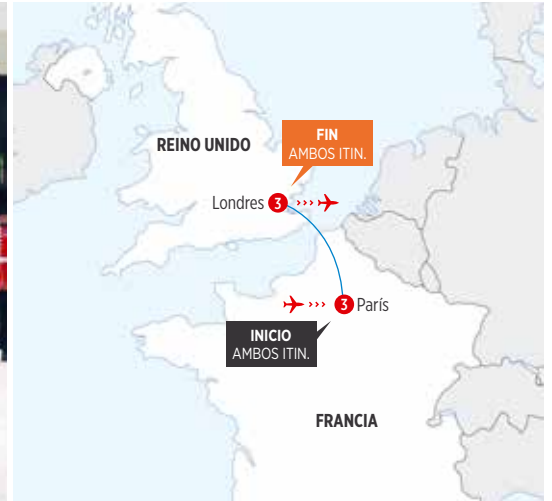 REINO UNIDO
FIN
AMBOS ITIN.
Londres 3
3 París
INICIO
AMBOS ITIN.
FRANCIA